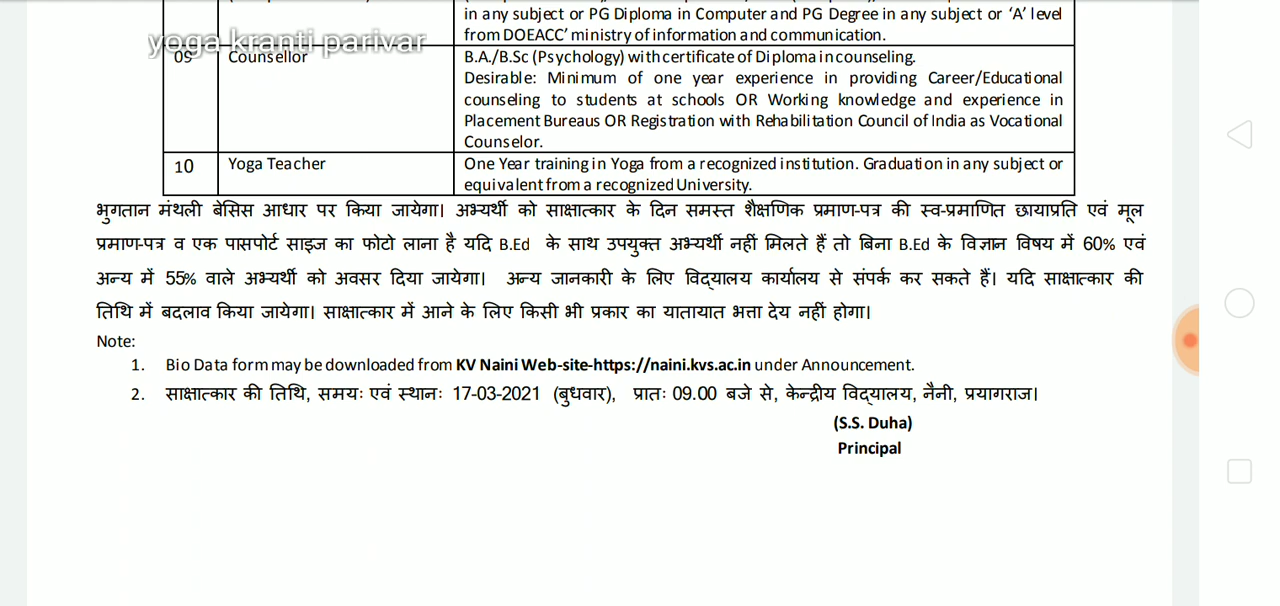 in any subject or PG Diploma in Computer and PG Degree in any subject or ‘A’ level
from DOEACC’ ministry of information and communication.
yoga kranti parivar
09 Counsellor B.A./B.Sc (Psychology) with certificate of Diploma in counseling.
Desirable: Minimum of one year experience in providing Career/Educational
counseling to students at schools OR Working knowledge and experience in
Placement Bureaus OR Registration with Rehabilitation Council of India as Vocational
Counselor.
10 Yoga Teacher One Year training in Yoga from a recognized institution. Graduation in any subject or
equivalent from a recognized University.
भुगतान मंथली बेसिस आधार पर किया जायेगा। अभ्यर्थी को साक्षात्कार के दिन समस्त शैक्षणिक प्रमाण-पत्र की स्व-प्रमाणित छायाप्रति एवं मूल
प्रमाण-पत्र व एक पासपोर्ट साइज का फोटो लाना है यदि B.Ed के साथ उपयुक्त अभ्यर्थी नहीं मिलते हैं तो बिना B.Ed के विज्ञान विषय में 60% एवं
अन्य में 55% वाले अभ्यर्थी को अवसर दिया जायेगा। अन्य जानकारी के लिए विद्यालय कार्यालय से संपर्क कर सकते हैं। यदि साक्षात्कार की
तिथि में बदलाव किया जायेगा। साक्षात्कार में आने के लिए किसी भी प्रकार का यातायात भत्ता देय नहीं होगा।
Note:
1. Bio Data form may be downloaded from KV Naini Web-site-https://naini.kvs.ac.in under Announcement.
2. साक्षात्कार की तिथि, समयः एवं स्थानः 17-03-2021 (बुधवार), प्रातः 09.00 बजे से, केन्द्रीय विद्यालय, नैनी, प्रयागराज।
(S.S. Duha)
Principal